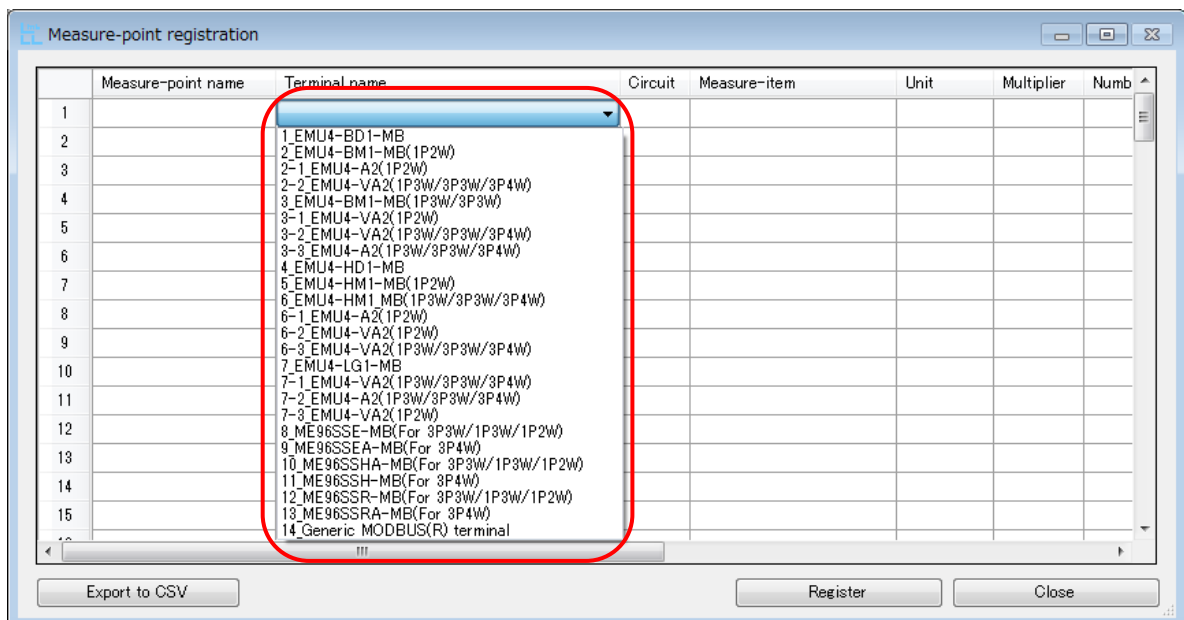 Measure-point registration
Measure-point name Terminal name Circuit Measure-item Unit Multiplier Numb
1
2
3
4
5
6
7
8
9
10
11
12
13
14
15
1_EMU4-BD1-MB
2_EMU4-BM1-MB(1P2W)
2-1_EMU4-A2(1P2W)
2-2_EMU4-VA2(1P3W/3P3W/3P4W)
3_EMU4-BM1-MB(1P3W/3P3W)
3-1_EMU4-VA2(1P2W)
3-2_EMU4-VA2(1P3W/3P3W/3P4W)
3-3_EMU4-A2(1P3W/3P3W/3P4W)
4_EMU4-HD1-MB
5_EMU4-HM1-MB(1P2W)
6_EMU4-HM1_MB(1P3W/3P3W/3P4W)
6-1_EMU4-A2(1P2W)
6-2_EMU4-VA2(1P2W)
6-3_EMU4-VA2(1P3W/3P3W/3P4W)
7_EMU4-LG1-MB
7-1_EMU4-VA2(1P3W/3P3W/3P4W)
7-2_EMU4-A2(1P3W/3P3W/3P4W)
7-3_EMU4-VA2(1P2W)
8_ME96SSE-MB(For 3P3W/1P3W/1P2W)
9_ME96SSEA-MB(For 3P4W)
10_ME96SSHA-MB(For 3P3W/1P3W/1P2W)
11_ME96SSH-MB(For 3P4W)
12_ME96SSR-MB(For 3P3W/1P3W/1P2W)
13_ME96SSRA-MB(For 3P4W)
14_Generic MODBUS(R) terminal
Export to CSV Register Close